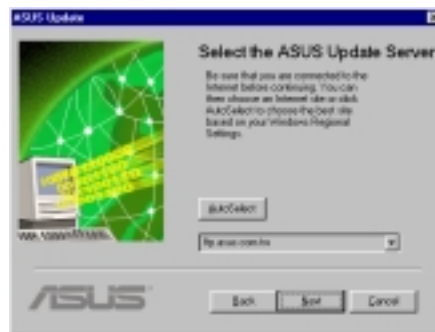 ASUS Update
Select the ASUS Update Server
Be sure that you are connected to the
Internet before continuing. You can
then choose an Internet site or click
AutoSelect to choose the best site
based on your Windows Regional
Settings.
AutoSelect
ftp.asus.com.tw
ASUS
Back Next Cancel